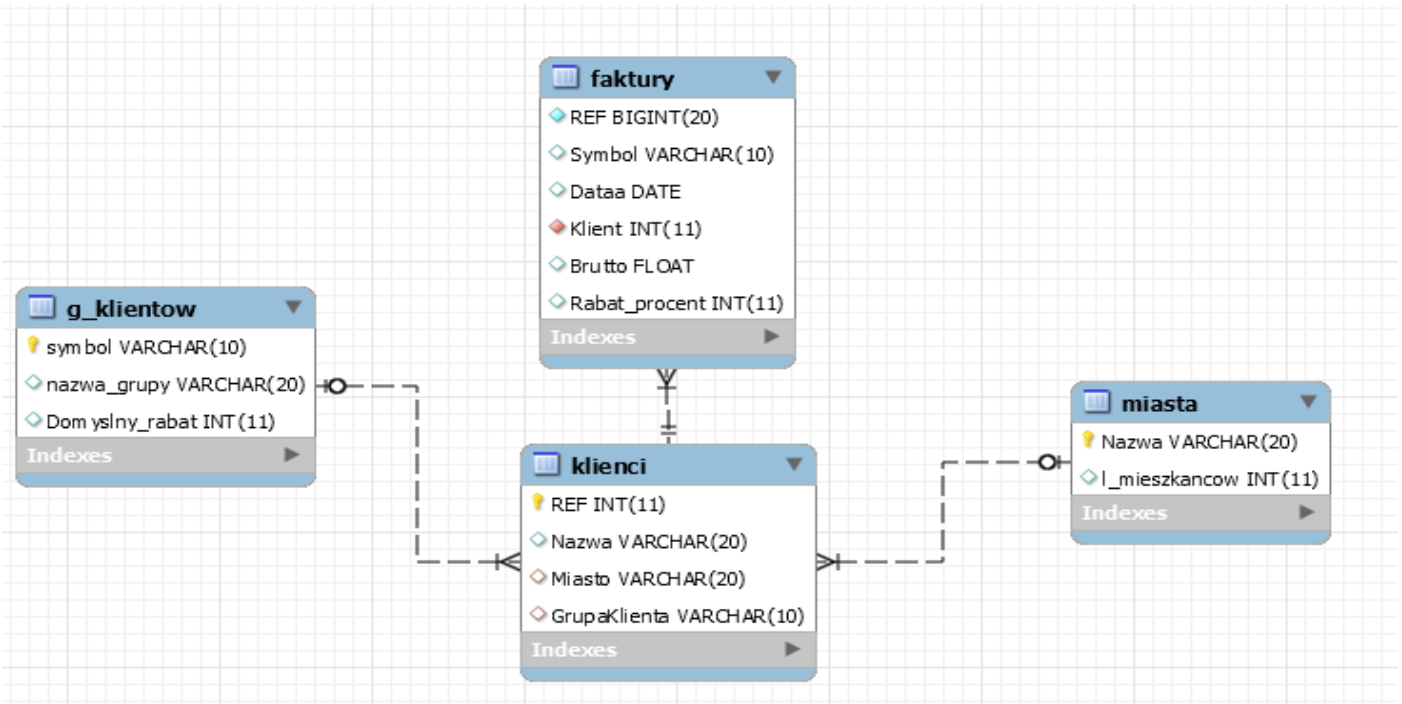 faktury
REF BIGINT(20)
Symbol VARCHAR(10)
Dataa DATE
Klient INT(11)
Brutto FLOAT
Rabat_procent INT(11)
Indexes
g_klientow
symbol VARCHAR(10)
nazwa_grupy VARCHAR(20)
Domyslny_rabat INT(11)
Indexes
klienci
REF INT(11)
Nazwa VARCHAR(20)
Miasto VARCHAR(20)
GrupaKlienta VARCHAR(10)
Indexes
miasta
Nazwa VARCHAR(20)
l_mieszkancow INT(11)
Indexes